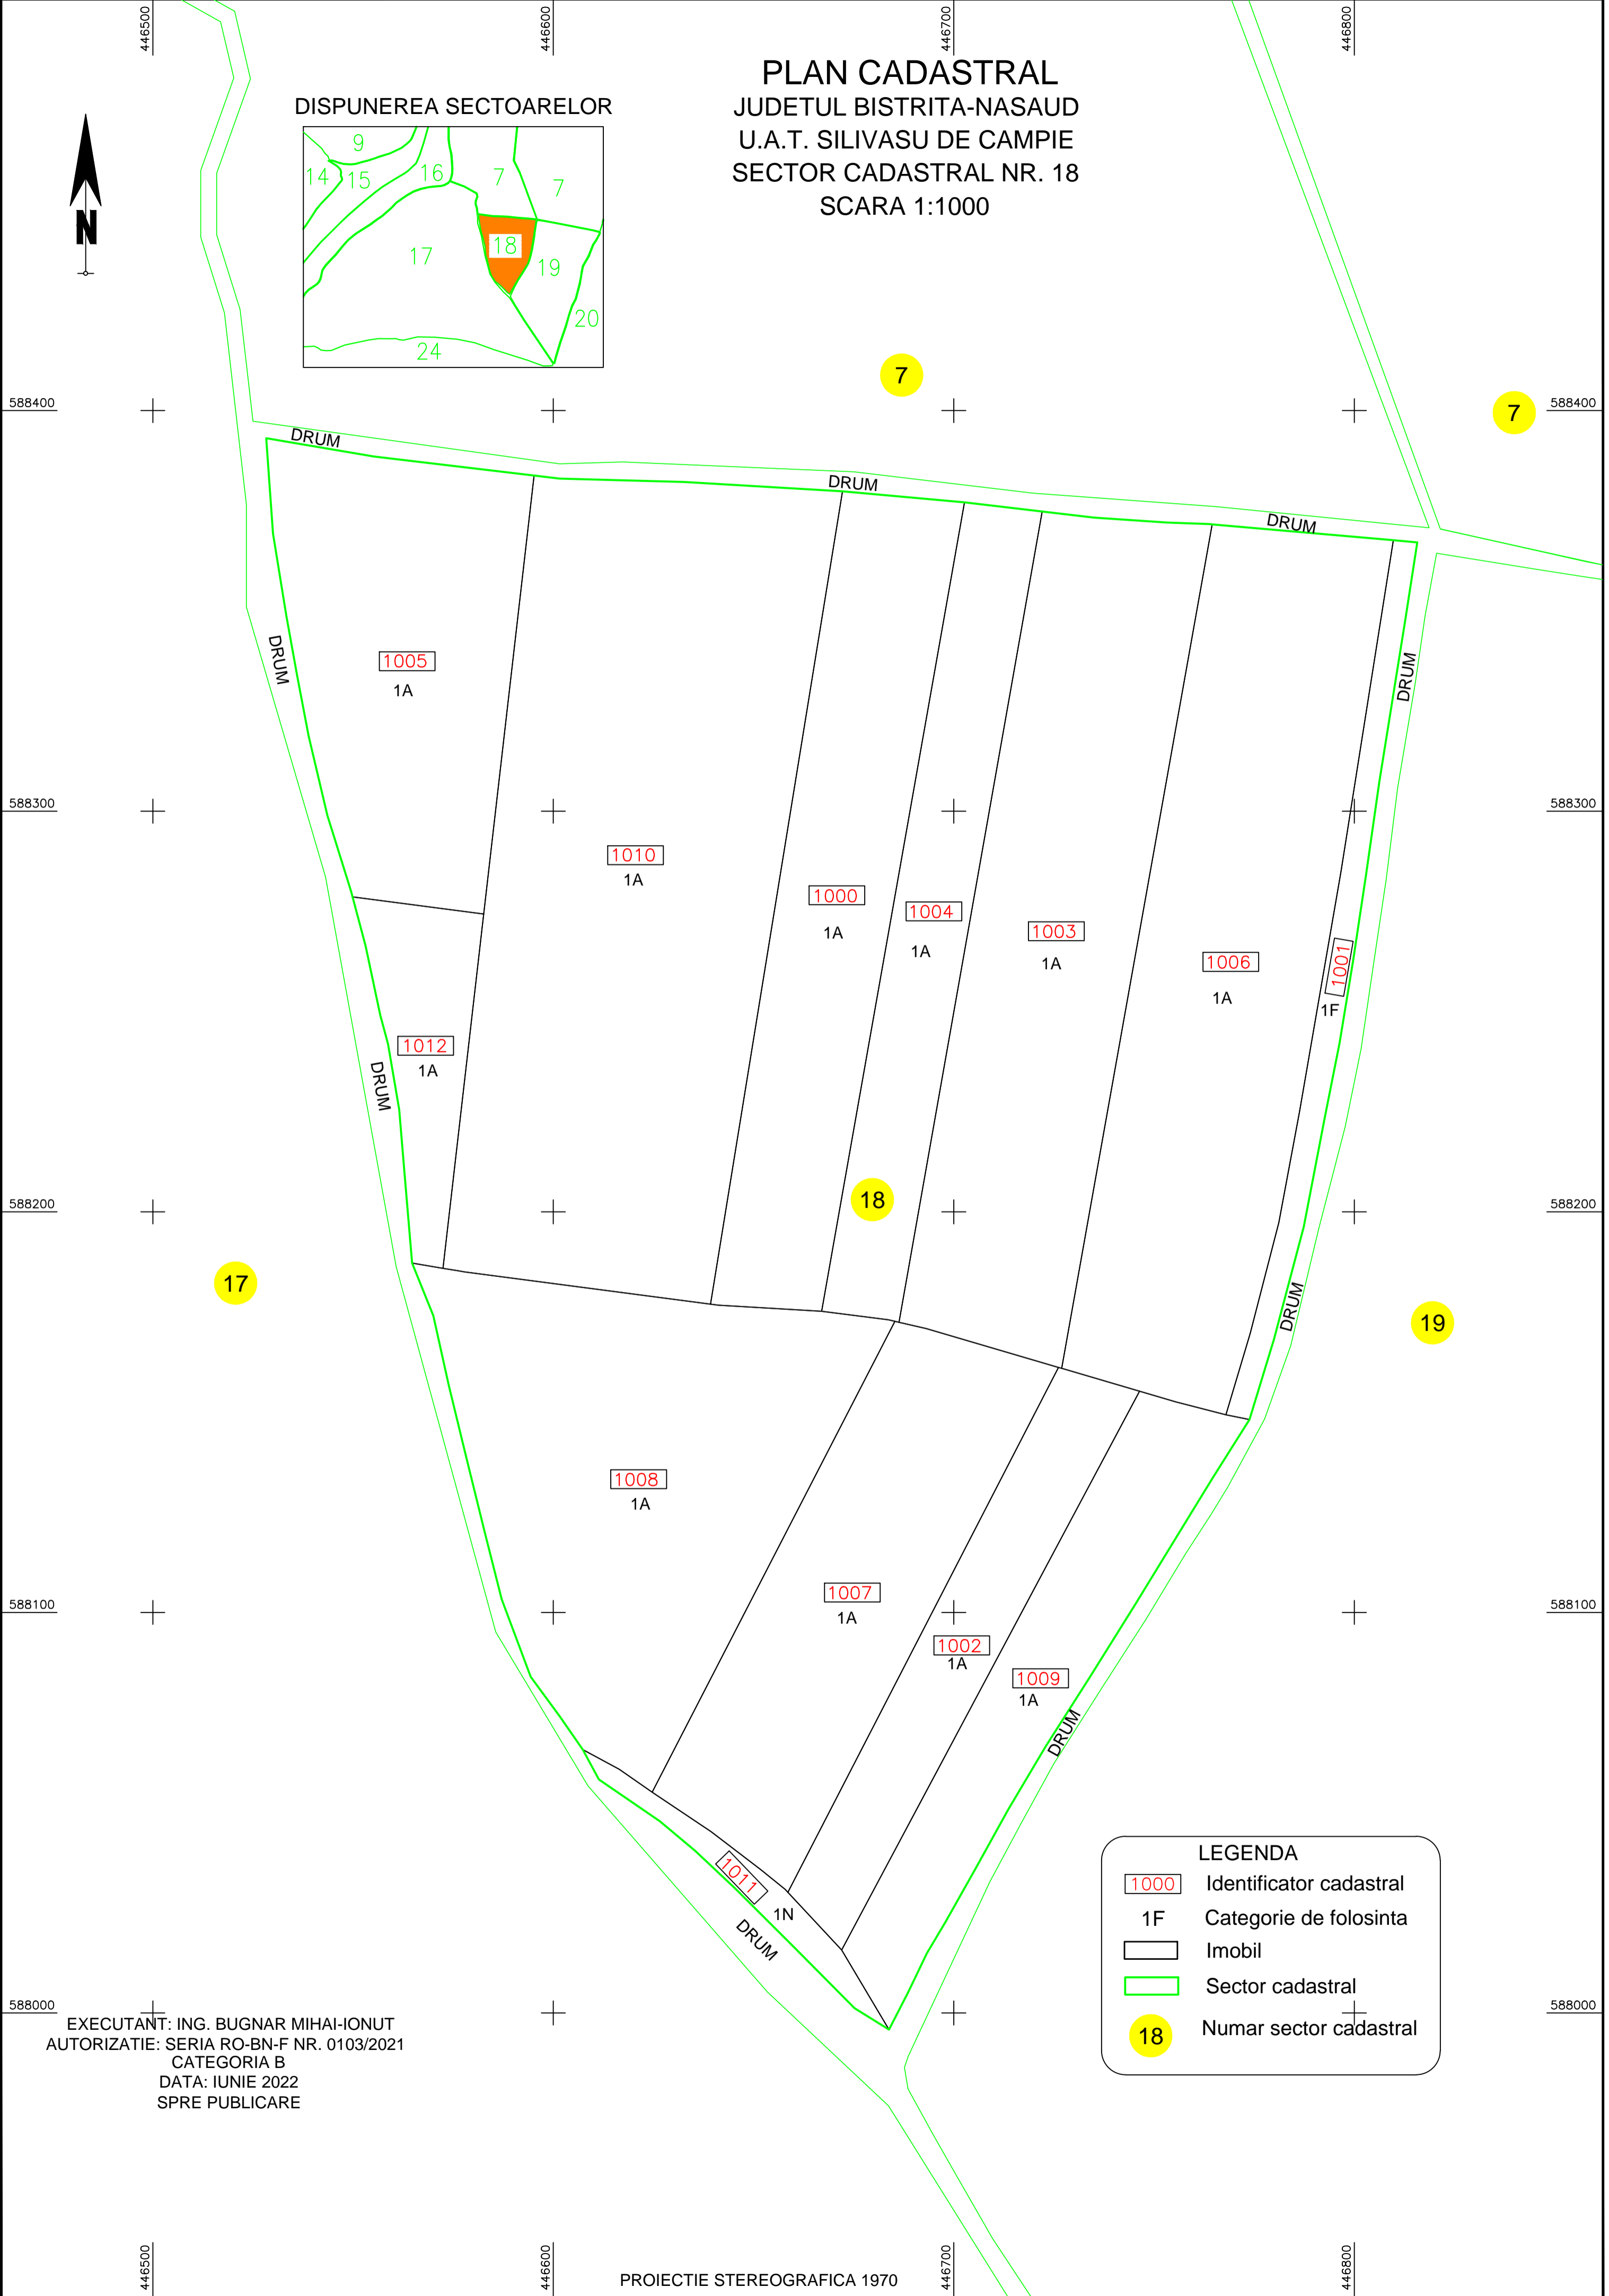 446500
446600
446700
446800
PLAN CADASTRAL
JUDETUL BISTRITA-NASAUD
U.A.T. SILIVASU DE CAMPIE
SECTOR CADASTRAL NR. 18
SCARA 1:1000
DISPUNEREA SECTOARELOR
9
14
15
16
7
7
17
18
19
20
24
N
7
7
588400
588400
DRUM
DRUM
DRUM
DRUM
DRUM
1005
1A
588300
588300
1010
1A
1000
1A
1004
1A
1003
1A
1006
1A
1001
1F
1012
1A
DRUM
18
588200
588200
17
DRUM
19
1008
1A
1007
1A
588100
588100
1002
1A
1009
1A
DRUM
1011
1N
DRUM
LEGENDA
1000 Identificator cadastral
1F Categorie de folosinta
Imobil
Sector cadastral
18 Numar sector cadastral
588000
588000
EXECUTANT: ING. BUGNAR MIHAI-IONUT
AUTORIZATIE: SERIA RO-BN-F NR. 0103/2021
CATEGORIA B
DATA: IUNIE 2022
SPRE PUBLICARE
446500
446600
446700
446800
PROIECTIE STEREOGRAFICA 1970